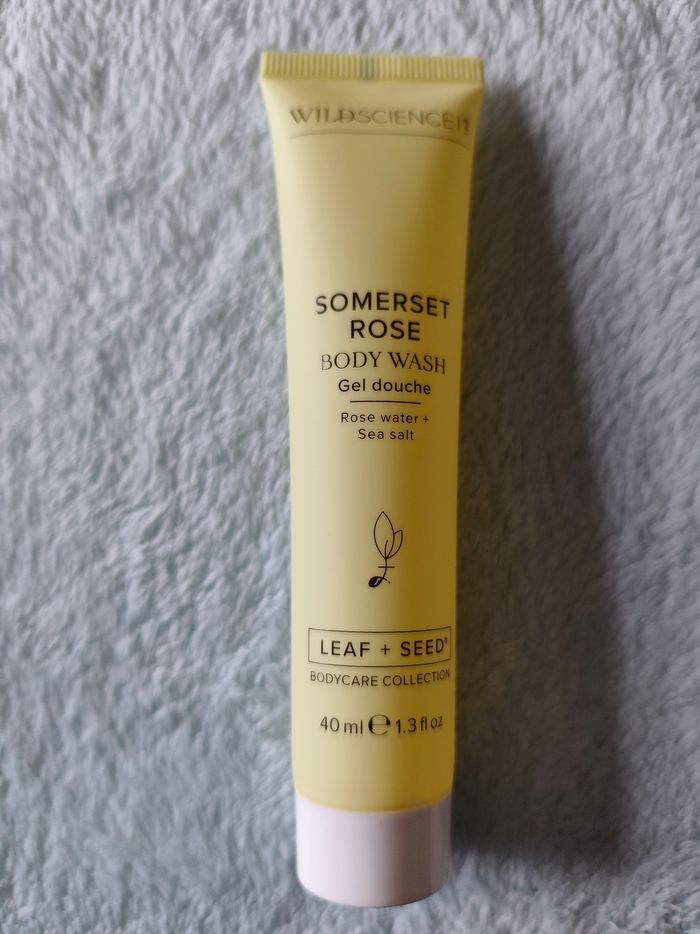 WILDSCIENCE
SOMERSET
ROSE
BODY WASH
Gel douche
Rose water +
Sea salt
LEAF + SEED®
BODYCARE COLLECTION
40 ml ℮ 1.3 fl oz